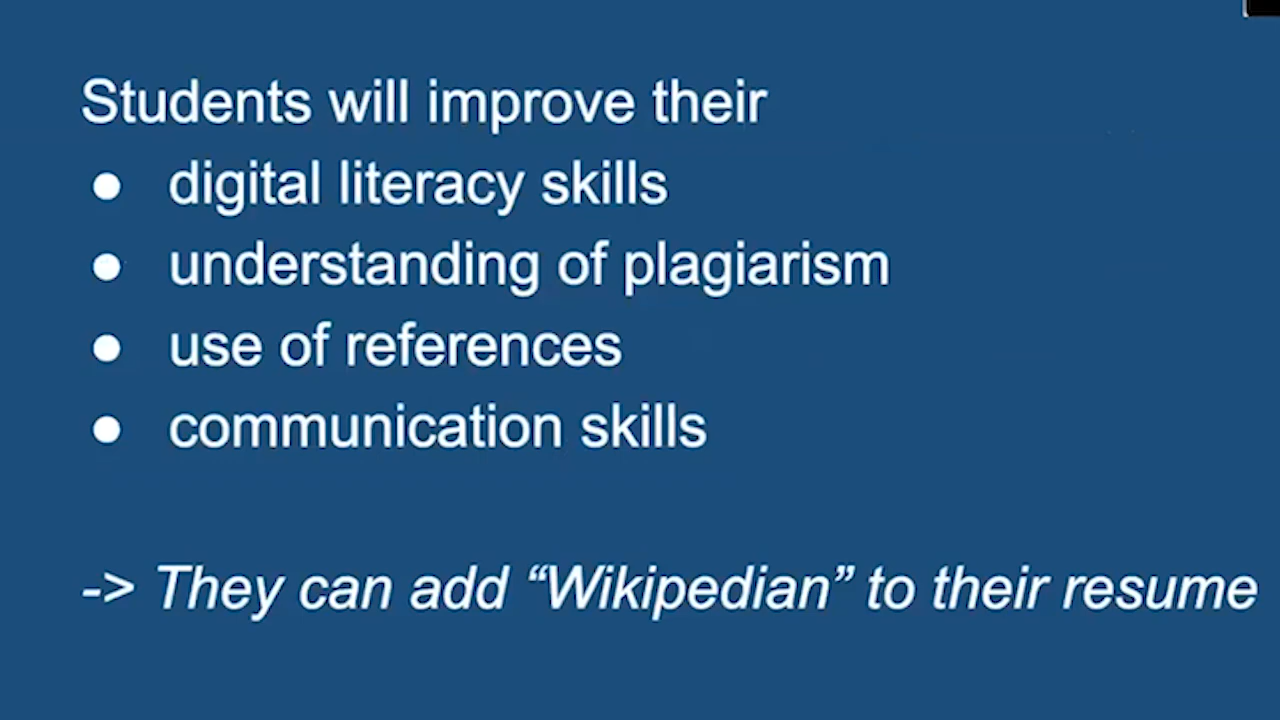 Students will improve their
● digital literacy skills
● understanding of plagiarism
● use of references
● communication skills
-> They can add “Wikipedian” to their resume